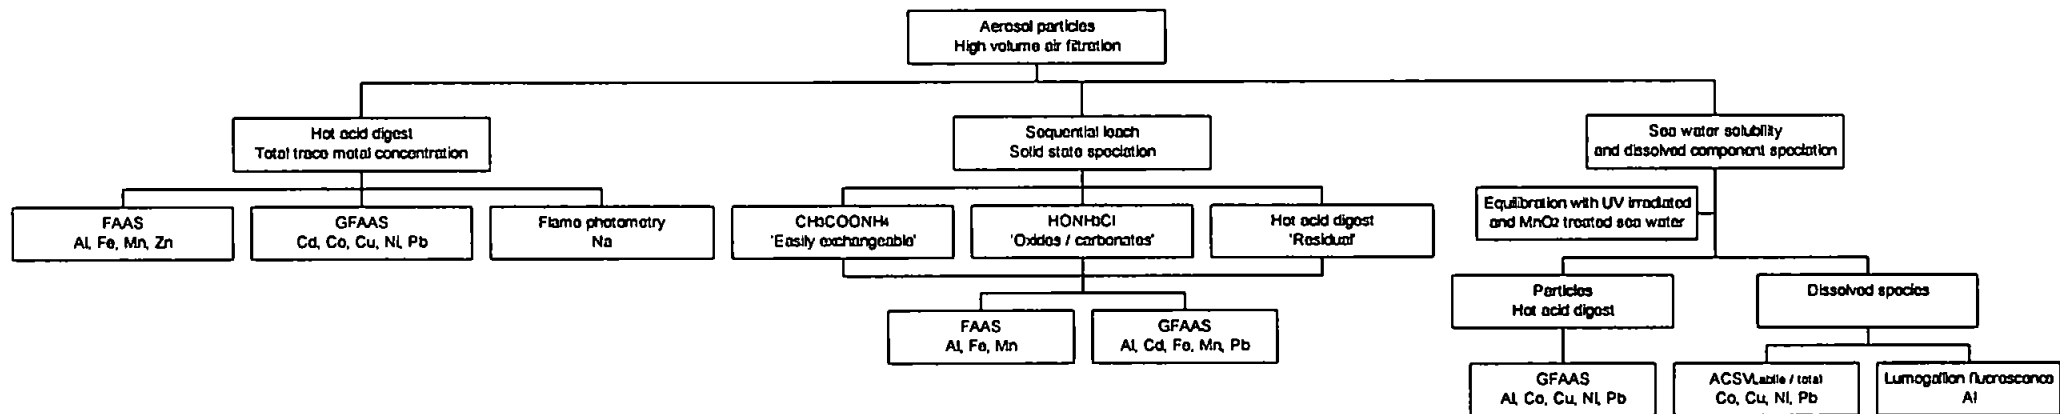 Aerosol particles
High volume air filtration
Hot acid digest
Total trace metal concentration
Sequential leach
Solid state speciation
Sea water solubility
and dissolved component speciation
FAAS
Al, Fe, Mn, Zn
GFAAS
Cd, Co, Cu, Ni, Pb
Flame photometry
Na
CH3COONH4
'Easily exchangeable'
HONH3Cl
'Oxides / carbonates'
Hot acid digest
'Residual'
Equilibration with UV irradiated
and MnO2 treated sea water
Particles
Hot acid digest
Dissolved species
FAAS
Al, Fe, Mn
GFAAS
Al, Cd, Fe, Mn, Pb
GFAAS
Al, Co, Cu, Ni, Pb
ACSVLabile / total
Co, Cu, Ni, Pb
Lumogallion fluorescence
Al